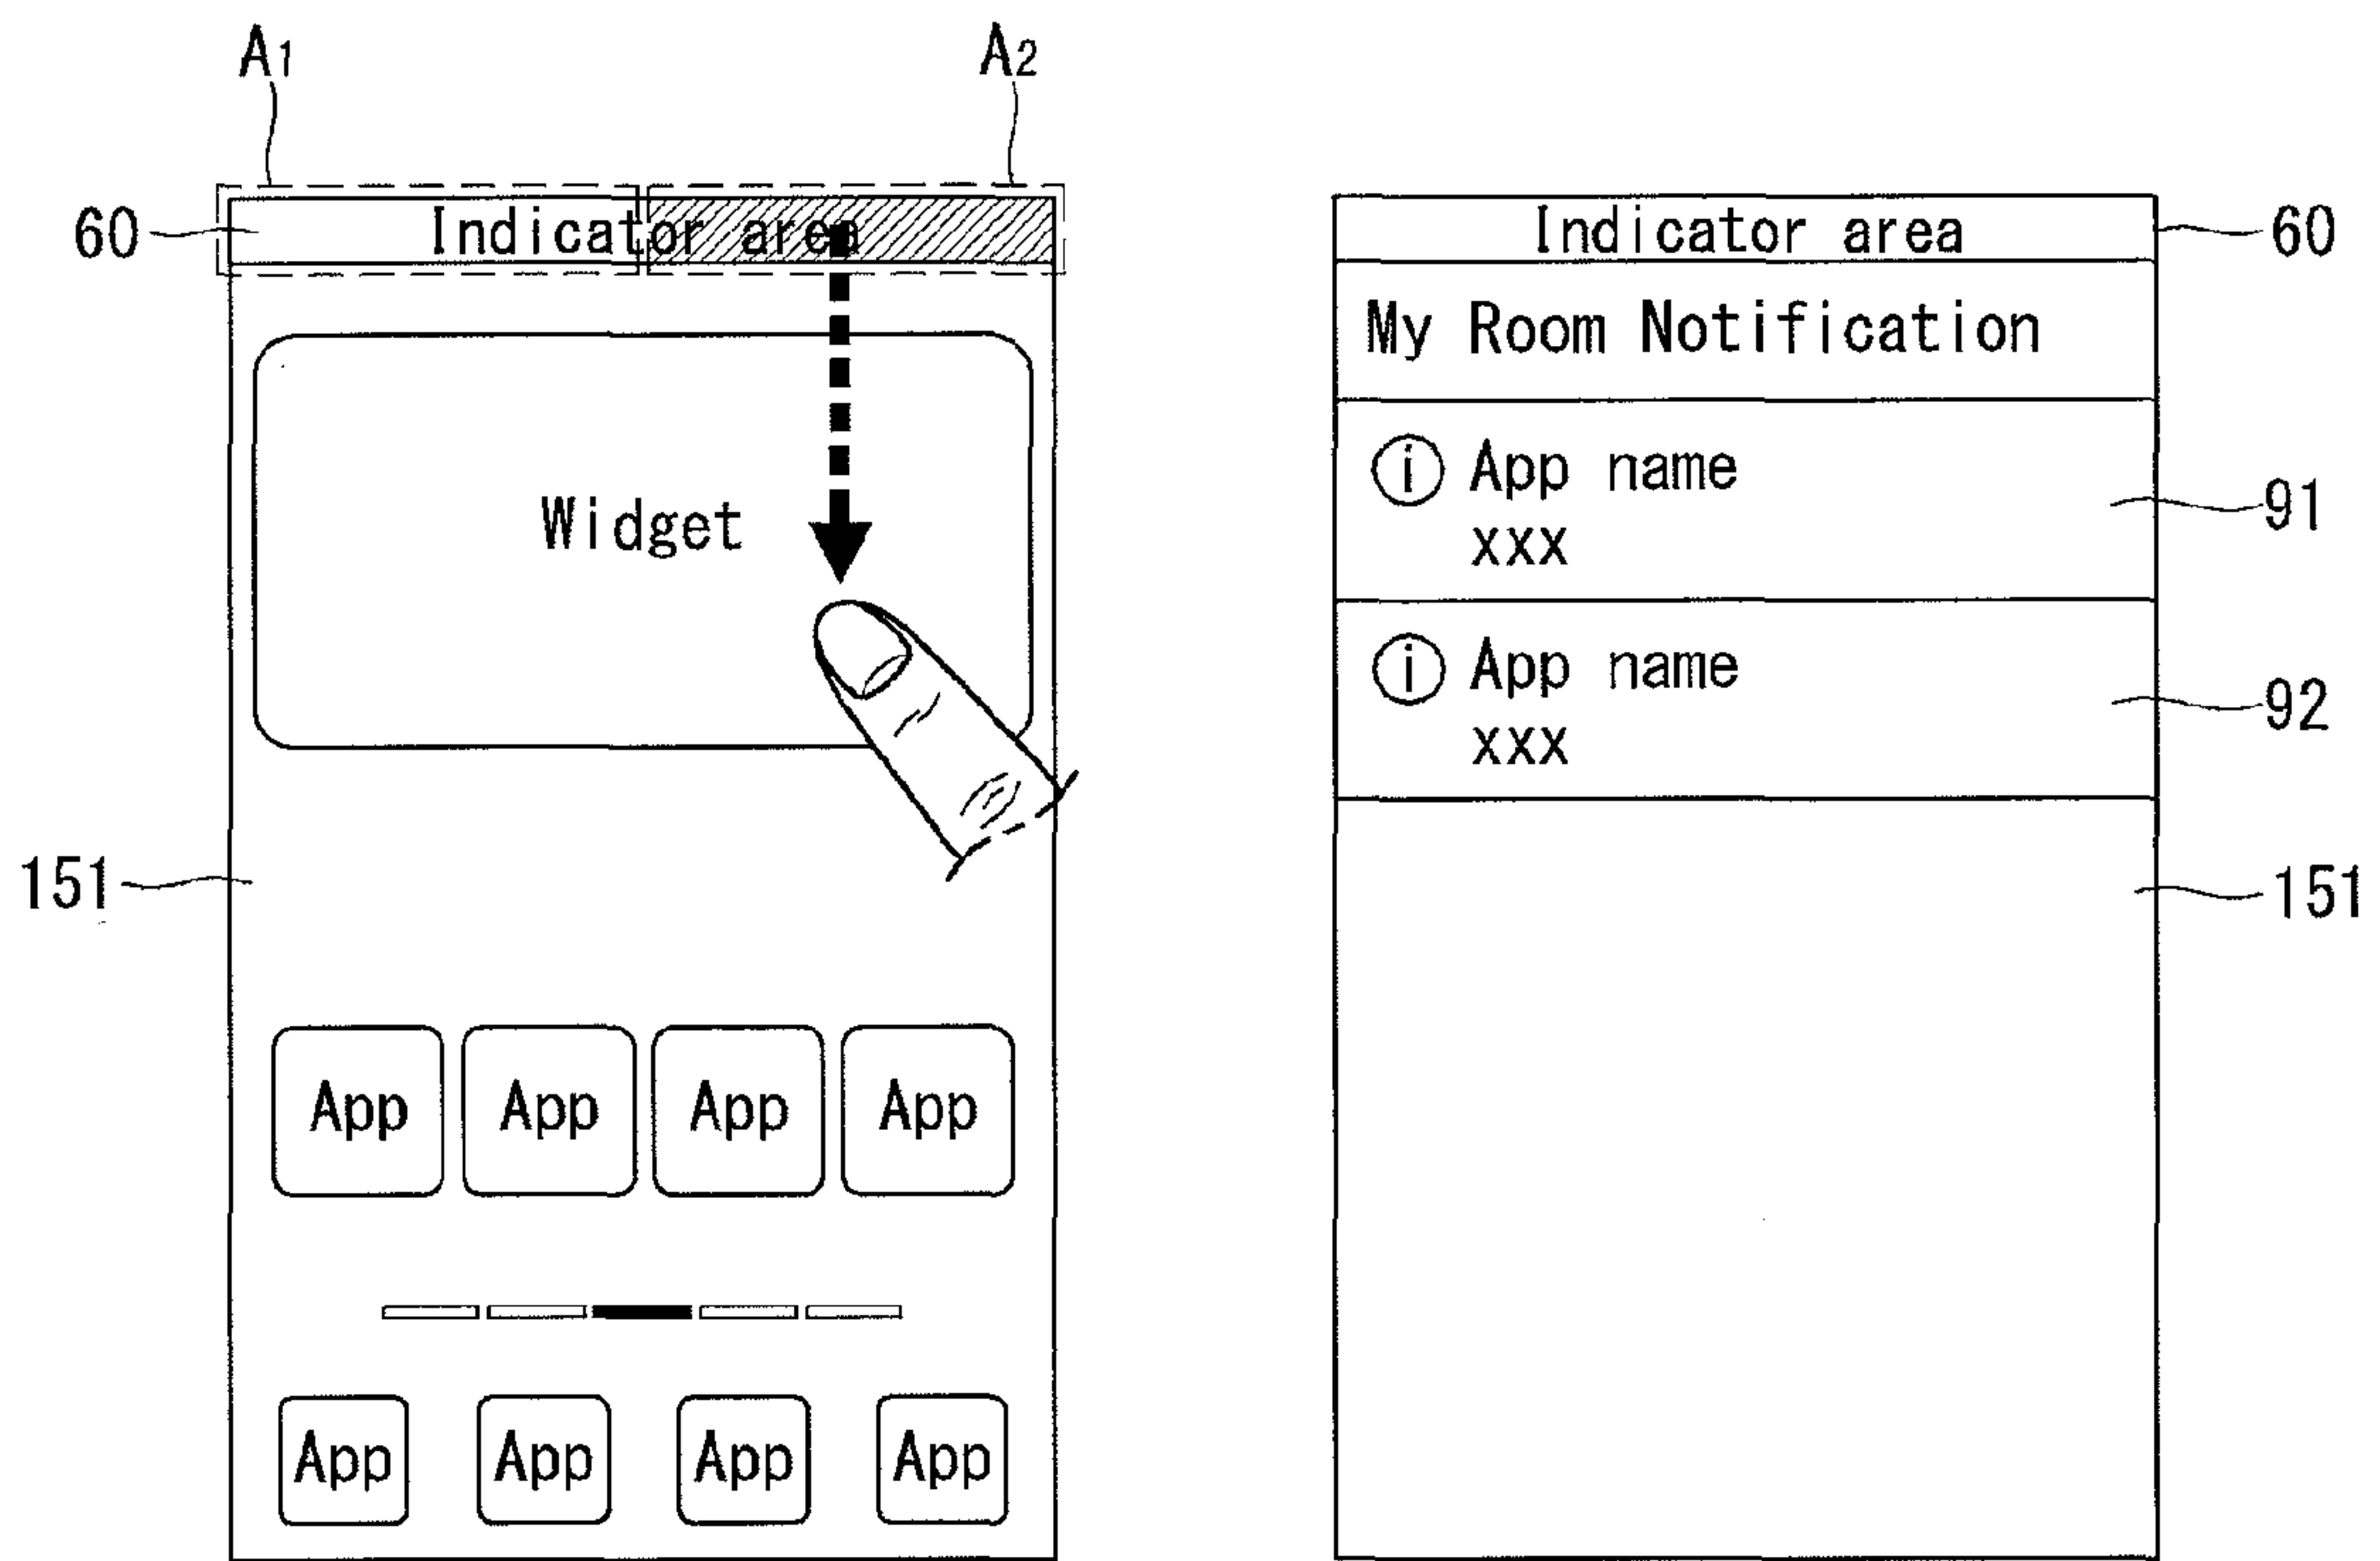 A1
A2
60
Indicator area
Widget
151
App App App App
App App App App
Indicator area
60
My Room Notification
i App name
xxx
91
i App name
xxx
92
151